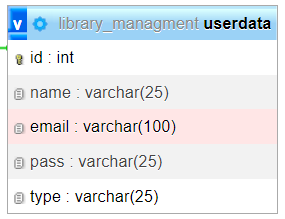 v library_managment userdata
id : int
name : varchar(25)
email : varchar(100)
pass : varchar(25)
type : varchar(25)